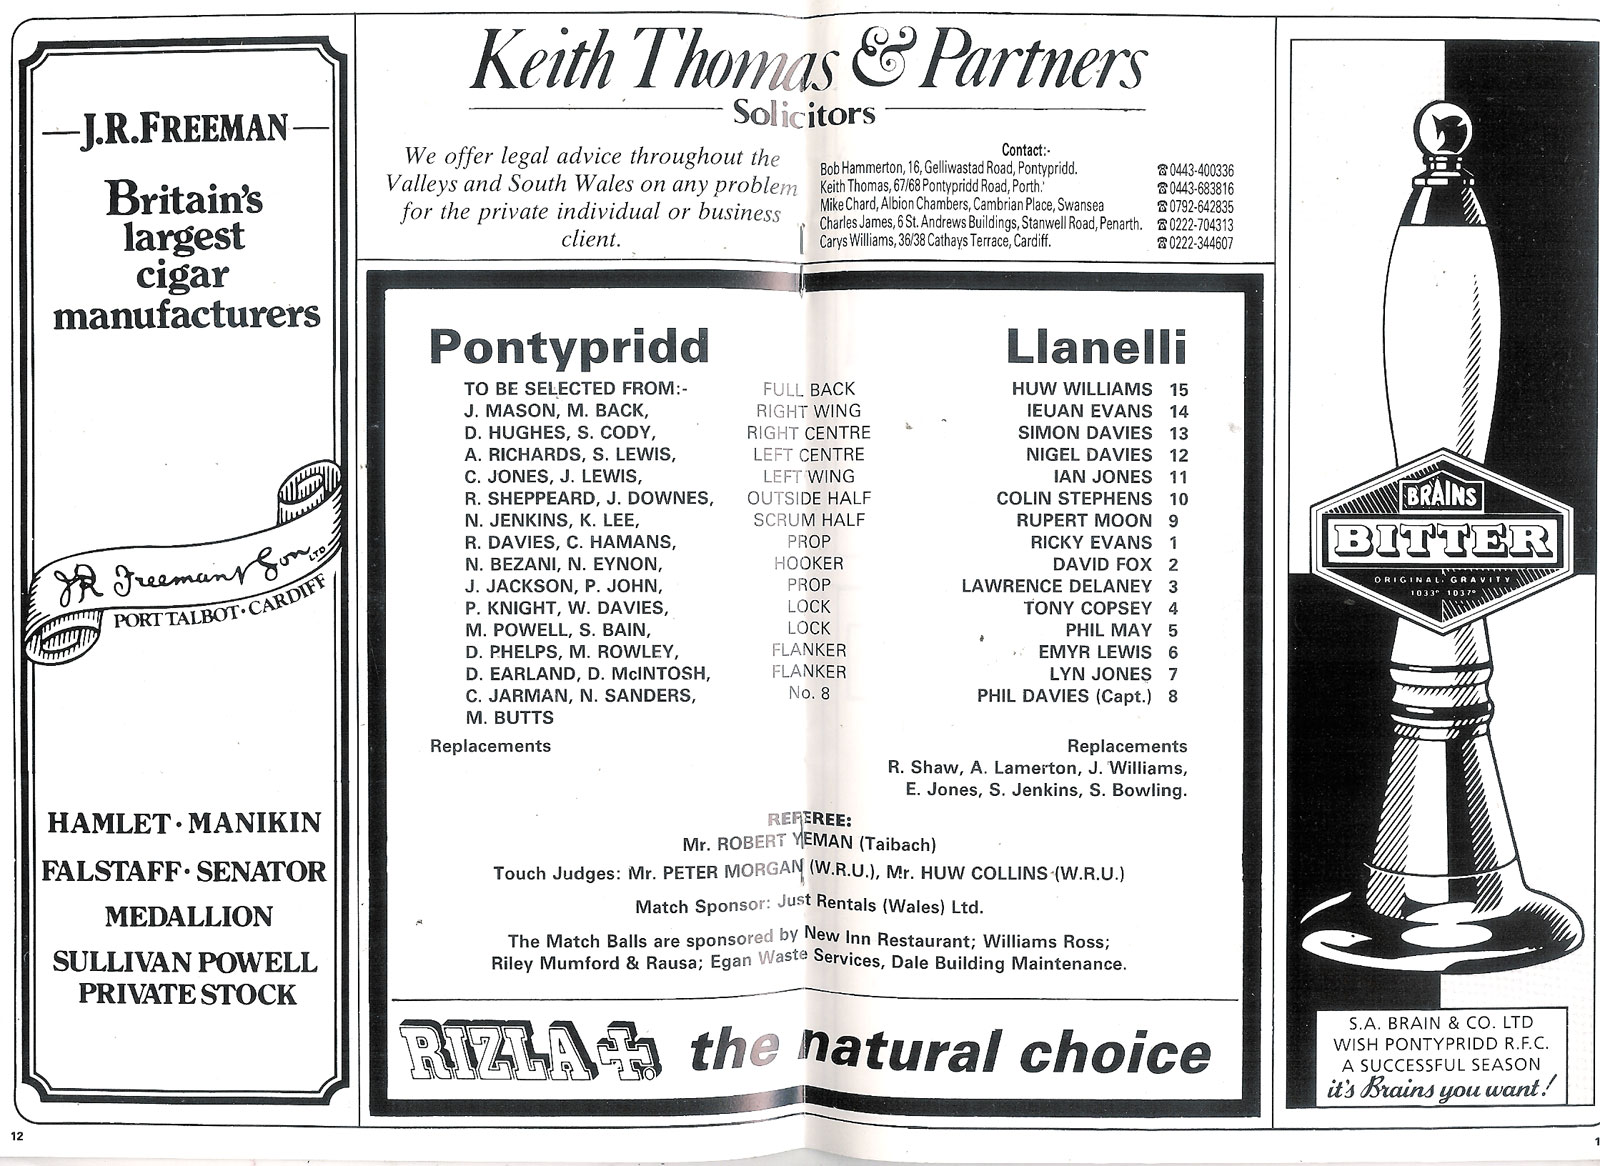 J.R.FREEMAN
Britain's
largest
cigar
manufacturers
JR Freeman & Son LTD
PORT TALBOT · CARDIFF
HAMLET · MANIKIN
FALSTAFF · SENATOR
MEDALLION
SULLIVAN POWELL
PRIVATE STOCK
12
Keith Thomas & Partners
Solicitors
We offer legal advice throughout the
Valleys and South Wales on any problem
for the private individual or business
client.
Contact:-
Bob Hammerton, 16, Gelliwastad Road, Pontypridd. ☎0443-400336
Keith Thomas, 67/68 Pontypridd Road, Porth. ☎0443-683816
Mike Chard, Albion Chambers, Cambrian Place, Swansea ☎0792-642835
Charles James, 6 St. Andrews Buildings, Stanwell Road, Penarth. ☎0222-704313
Carys Williams, 36/38 Cathays Terrace, Cardiff. ☎0222-344607
Pontypridd Llanelli
TO BE SELECTED FROM:- FULL BACK HUW WILLIAMS 15
J. MASON, M. BACK, RIGHT WING IEUAN EVANS 14
D. HUGHES, S. CODY, RIGHT CENTRE SIMON DAVIES 13
A. RICHARDS, S. LEWIS, LEFT CENTRE NIGEL DAVIES 12
C. JONES, J. LEWIS, LEFT WING IAN JONES 11
R. SHEPPEARD, J. DOWNES, OUTSIDE HALF COLIN STEPHENS 10
N. JENKINS, K. LEE, SCRUM HALF RUPERT MOON 9
R. DAVIES, C. HAMANS, PROP RICKY EVANS 1
N. BEZANI, N. EYNON, HOOKER DAVID FOX 2
J. JACKSON, P. JOHN, PROP LAWRENCE DELANEY 3
P. KNIGHT, W. DAVIES, LOCK TONY COPSEY 4
M. POWELL, S. BAIN, LOCK PHIL MAY 5
D. PHELPS, M. ROWLEY, FLANKER EMYR LEWIS 6
D. EARLAND, D. McINTOSH, FLANKER LYN JONES 7
C. JARMAN, N. SANDERS, No. 8 PHIL DAVIES (Capt.) 8
M. BUTTS
Replacements Replacements
R. Shaw, A. Lamerton, J. Williams,
E. Jones, S. Jenkins, S. Bowling.
REFEREE:
Mr. ROBERT YEMAN (Taibach)
Touch Judges: Mr. PETER MORGAN (W.R.U.), Mr. HUW COLLINS (W.R.U.)
Match Sponsor: Just Rentals (Wales) Ltd.
The Match Balls are sponsored by New Inn Restaurant; Williams Ross;
Riley Mumford & Rausa; Egan Waste Services, Dale Building Maintenance.
RIZLA +. the natural choice
BRAINS
BITTER
ORIGINAL GRAVITY
1033° 1037°
S.A. BRAIN & CO. LTD
WISH PONTYPRIDD R.F.C.
A SUCCESSFUL SEASON
it's Brains you want!